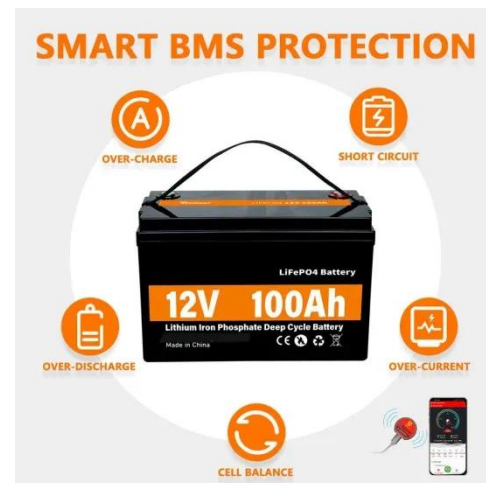 SMART BMS PROTECTION
A
OVER-CHARGE
SHORT CIRCUIT
LiFePO4 Battery
12V 100Ah
Lithium Iron Phosphate Deep Cycle Battery
Made in China
CE
OVER-DISCHARGE
OVER-CURRENT
CELL BALANCE